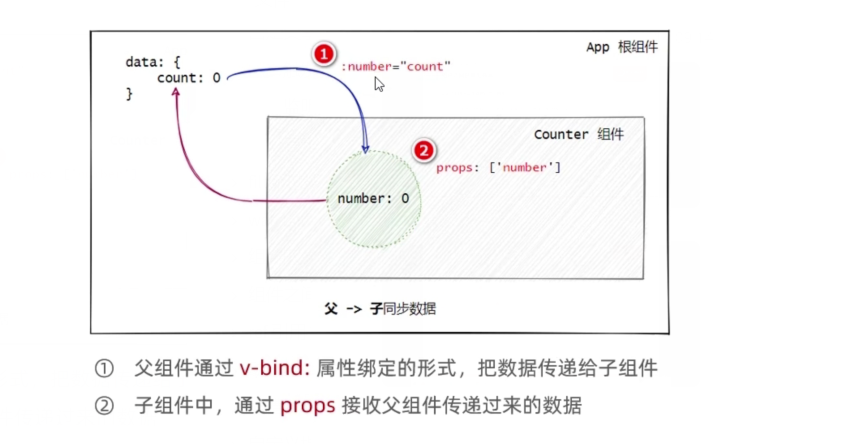 App 根组件
data: {
count: 0
}
1 :number="count"
Counter 组件
2 props: ['number']
number: 0
父 -> 子同步数据
① 父组件通过 v-bind: 属性绑定的形式，把数据传递给子组件
② 子组件中，通过 props 接收父组件传递过来的数据